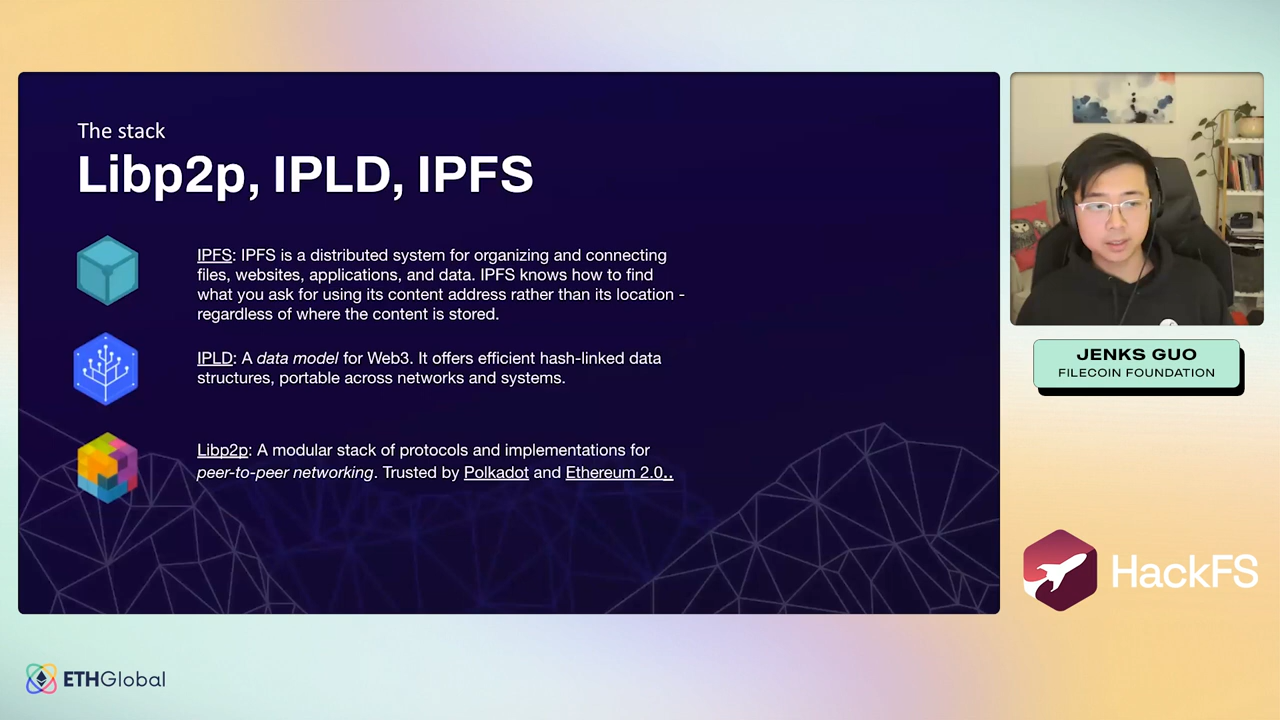 The stack
Libp2p, IPLD, IPFS
IPFS: IPFS is a distributed system for organizing and connecting
files, websites, applications, and data. IPFS knows how to find
what you ask for using its content address rather than its location -
regardless of where the content is stored.
IPLD: A data model for Web3. It offers efficient hash-linked data
structures, portable across networks and systems.
Libp2p: A modular stack of protocols and implementations for
peer-to-peer networking. Trusted by Polkadot and Ethereum 2.0..
JENKS GUO
FILECOIN FOUNDATION
HackFS
ETHGlobal